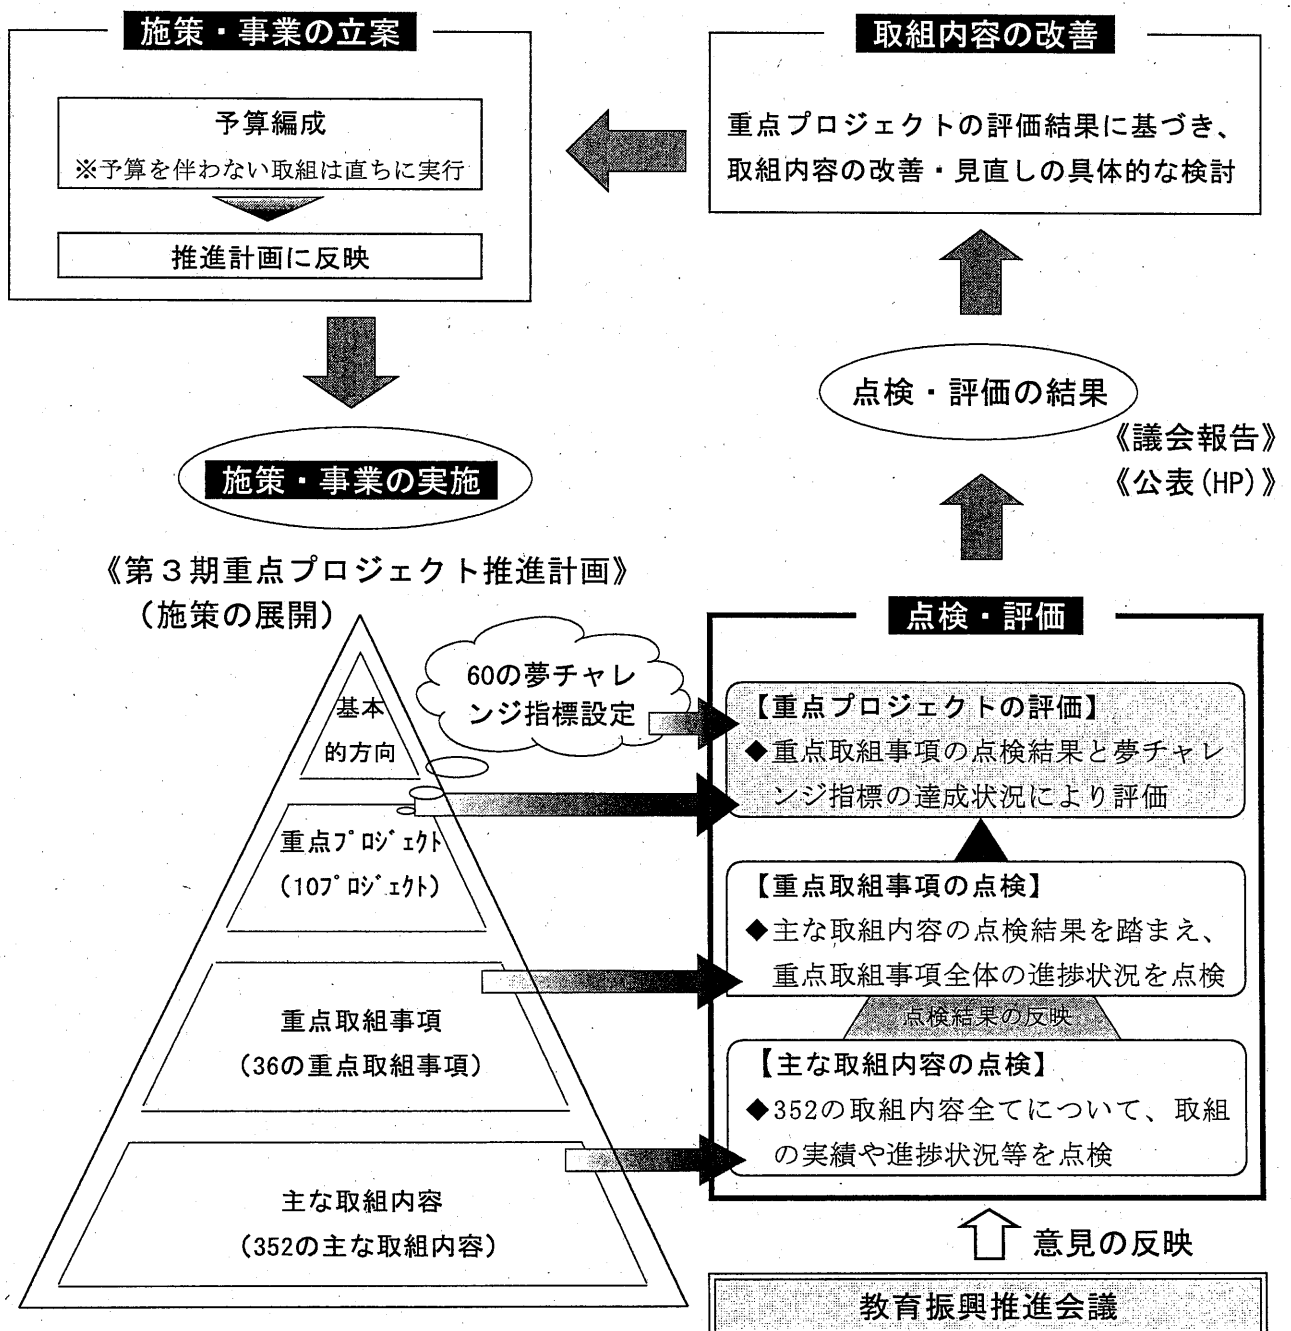 施策・事業の立案
予算編成
※予算を伴わない取組は直ちに実行
推進計画に反映
取組内容の改善
重点プロジェクトの評価結果に基づき、
取組内容の改善・見直しの具体的な検討
点検・評価の結果
《議会報告》
《公表(HP)》
施策・事業の実施
《第３期重点プロジェクト推進計画》
（施策の展開）
基本
的方向
重点ﾌﾟﾛｼﾞｪｸﾄ
(10ﾌﾟﾛｼﾞｪｸﾄ)
重点取組事項
(36の重点取組事項)
主な取組内容
(352の主な取組内容)
60の夢チャレ
ンジ指標設定
点検・評価
【重点プロジェクトの評価】
◆重点取組事項の点検結果と夢チャレ
ンジ指標の達成状況により評価
【重点取組事項の点検】
◆主な取組内容の点検結果を踏まえ、
重点取組事項全体の進捗状況を点検
点検結果の反映
【主な取組内容の点検】
◆352の取組内容全てについて、取組
の実績や進捗状況等を点検
意見の反映
教育振興推進会議